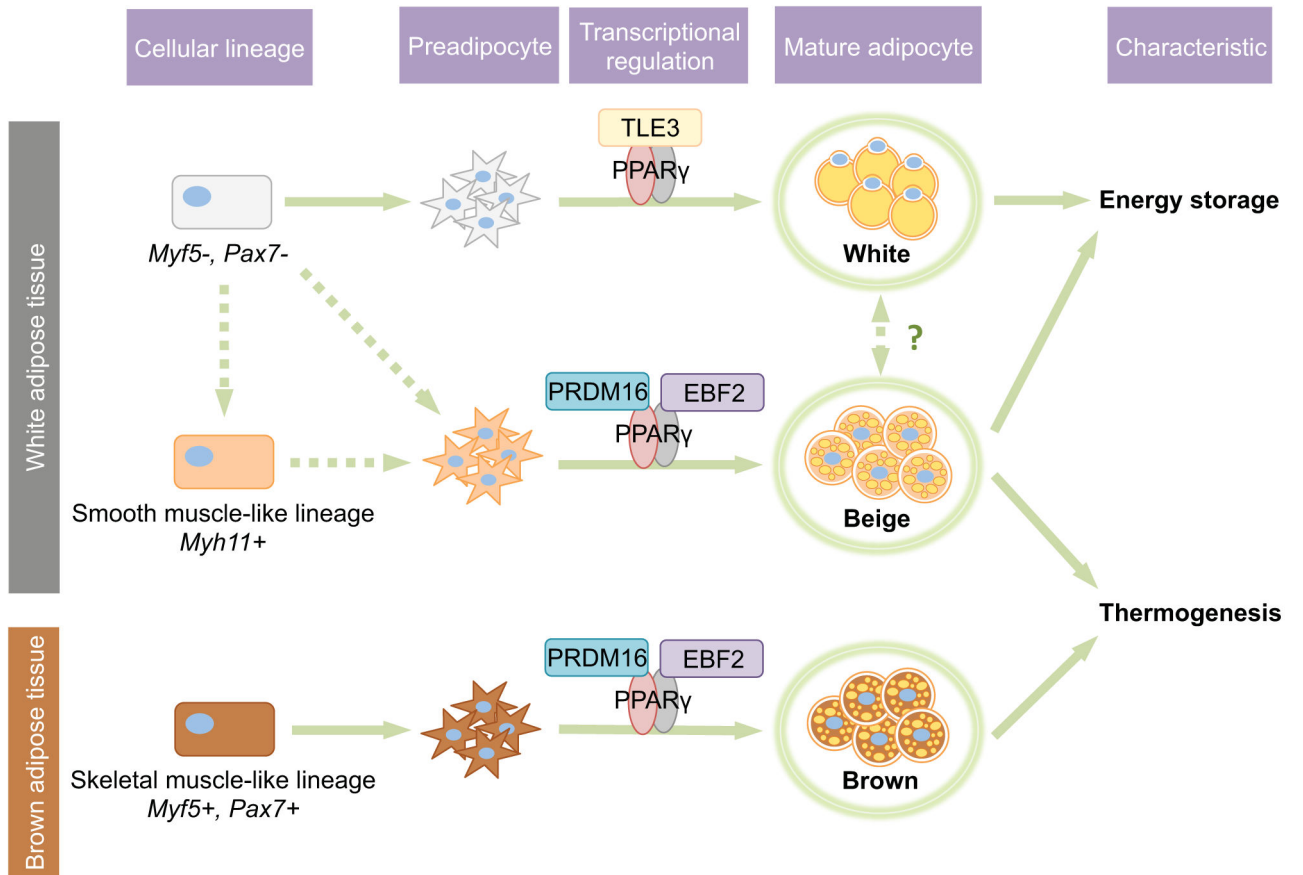 Cellular lineage
Preadipocyte
Transcriptional
regulation
Mature adipocyte
Characteristic
White adipose tissue
TLE3
PPARγ
Myf5-, Pax7-
White
Energy storage
?
PRDM16
EBF2
PPARγ
Smooth muscle-like lineage
Myh11+
Beige
Thermogenesis
Brown adipose tissue
PRDM16
EBF2
PPARγ
Skeletal muscle-like lineage
Myf5+, Pax7+
Brown